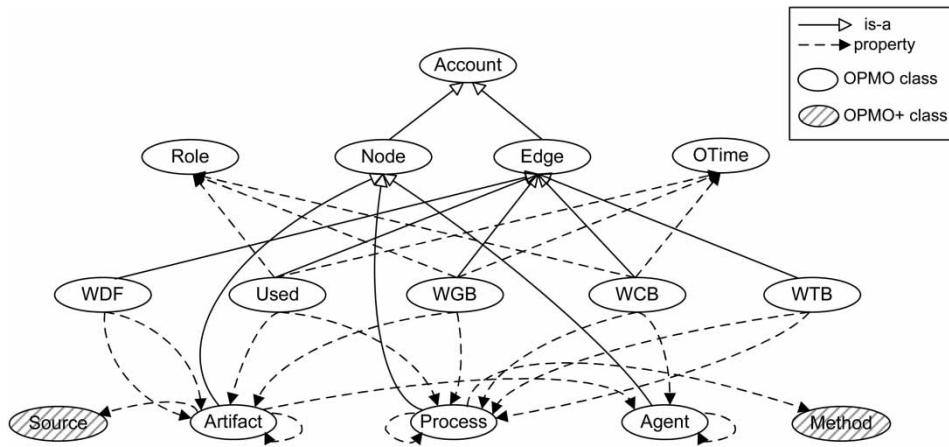 is-a
property
OPMO class
OPMO+ class
Account
Role
Node
Edge
OTime
WDF
Used
WGB
WCB
WTB
Source
Artifact
Process
Agent
Method